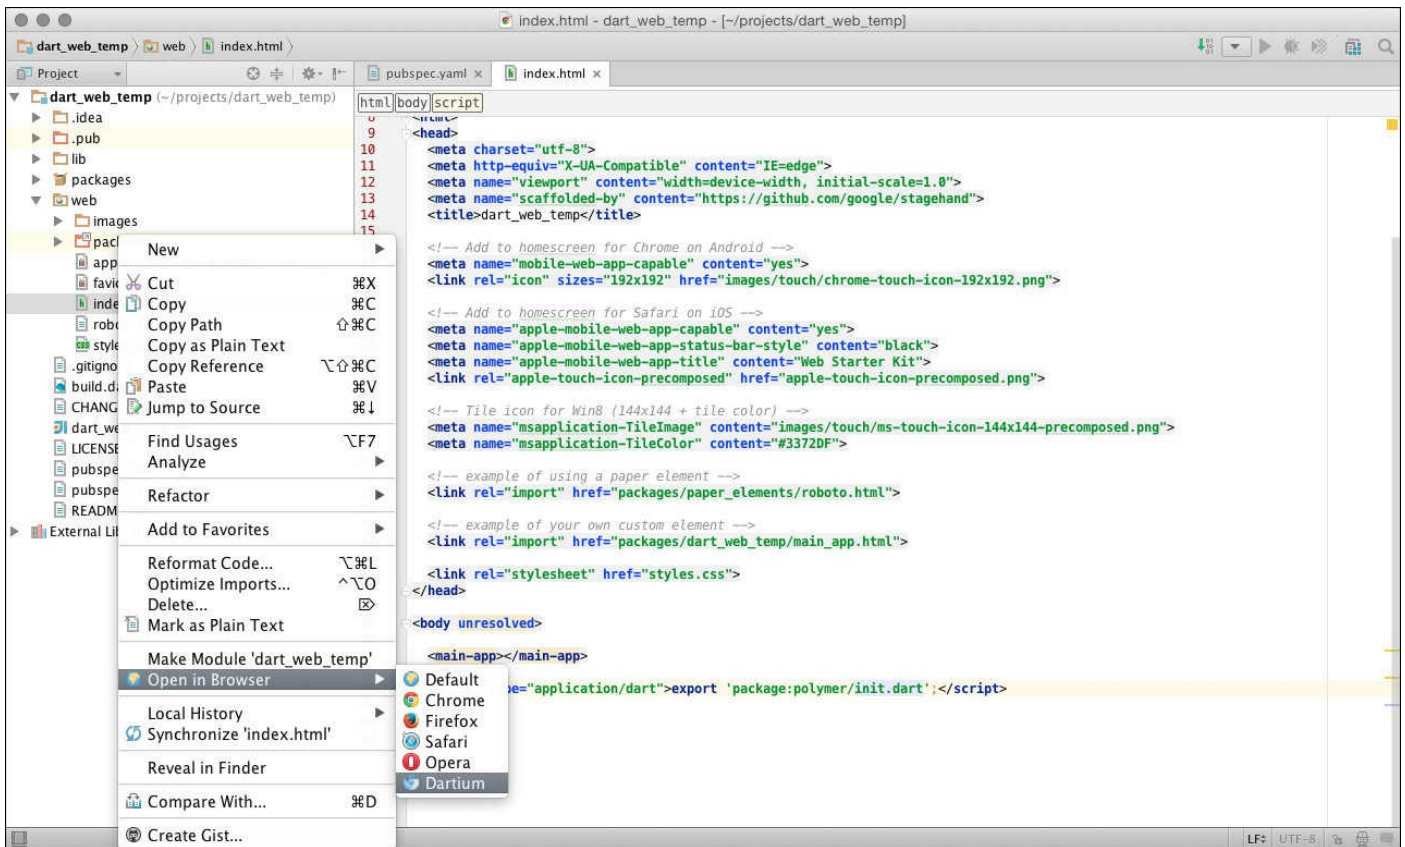 index.html - dart_web_temp - [~/projects/dart_web_temp]
dart_web_temp web index.html
Project
pubspec.yaml × index.html ×
dart_web_temp (~/projects/dart_web_temp)
.idea
.pub
lib
packages
web
images
pac
app
favic
inde
robo
style
.gitigno
build.d
CHANG
dart_we
LICENSE
pubspe
pubspe
READM
External Li
html body script
8 <html>
9 <head>
10 <meta charset="utf-8">
11 <meta http-equiv="X-UA-Compatible" content="IE=edge">
12 <meta name="viewport" content="width=device-width, initial-scale=1.0">
13 <meta name="scaffolded-by" content="https://github.com/google/stagehand">
14 <title>dart_web_temp</title>
15
<!-- Add to homescreen for Chrome on Android -->
<meta name="mobile-web-app-capable" content="yes">
<link rel="icon" sizes="192x192" href="images/touch/chrome-touch-icon-192x192.png">
<!-- Add to homescreen for Safari on iOS -->
<meta name="apple-mobile-web-app-capable" content="yes">
<meta name="apple-mobile-web-app-status-bar-style" content="black">
<meta name="apple-mobile-web-app-title" content="Web Starter Kit">
<link rel="apple-touch-icon-precomposed" href="apple-touch-icon-precomposed.png">
<!-- Tile icon for Win8 (144x144 + tile color) -->
<meta name="msapplication-TileImage" content="images/touch/ms-touch-icon-144x144-precomposed.png">
<meta name="msapplication-TileColor" content="#3372DF">
<!-- example of using a paper element -->
<link rel="import" href="packages/paper_elements/roboto.html">
<!-- example of your own custom element -->
<link rel="import" href="packages/dart_web_temp/main_app.html">
<link rel="stylesheet" href="styles.css">
</head>
<body unresolved>
<main-app></main-app>
pe="application/dart">export 'package:polymer/init.dart';</script>
New
Cut ⌘X
Copy ⌘C
Copy Path ⇧⌘C
Copy as Plain Text
Copy Reference ⌥⇧⌘C
Paste ⌘V
Jump to Source ⌘↓
Find Usages ⌥F7
Analyze
Refactor
Add to Favorites
Reformat Code... ⌥⌘L
Optimize Imports... ^⌥O
Delete... ⌦
Mark as Plain Text
Make Module 'dart_web_temp'
Open in Browser
Local History
Synchronize 'index.html'
Reveal in Finder
Compare With... ⌘D
Create Gist...
Default
Chrome
Firefox
Safari
Opera
Dartium
LF UTF-8